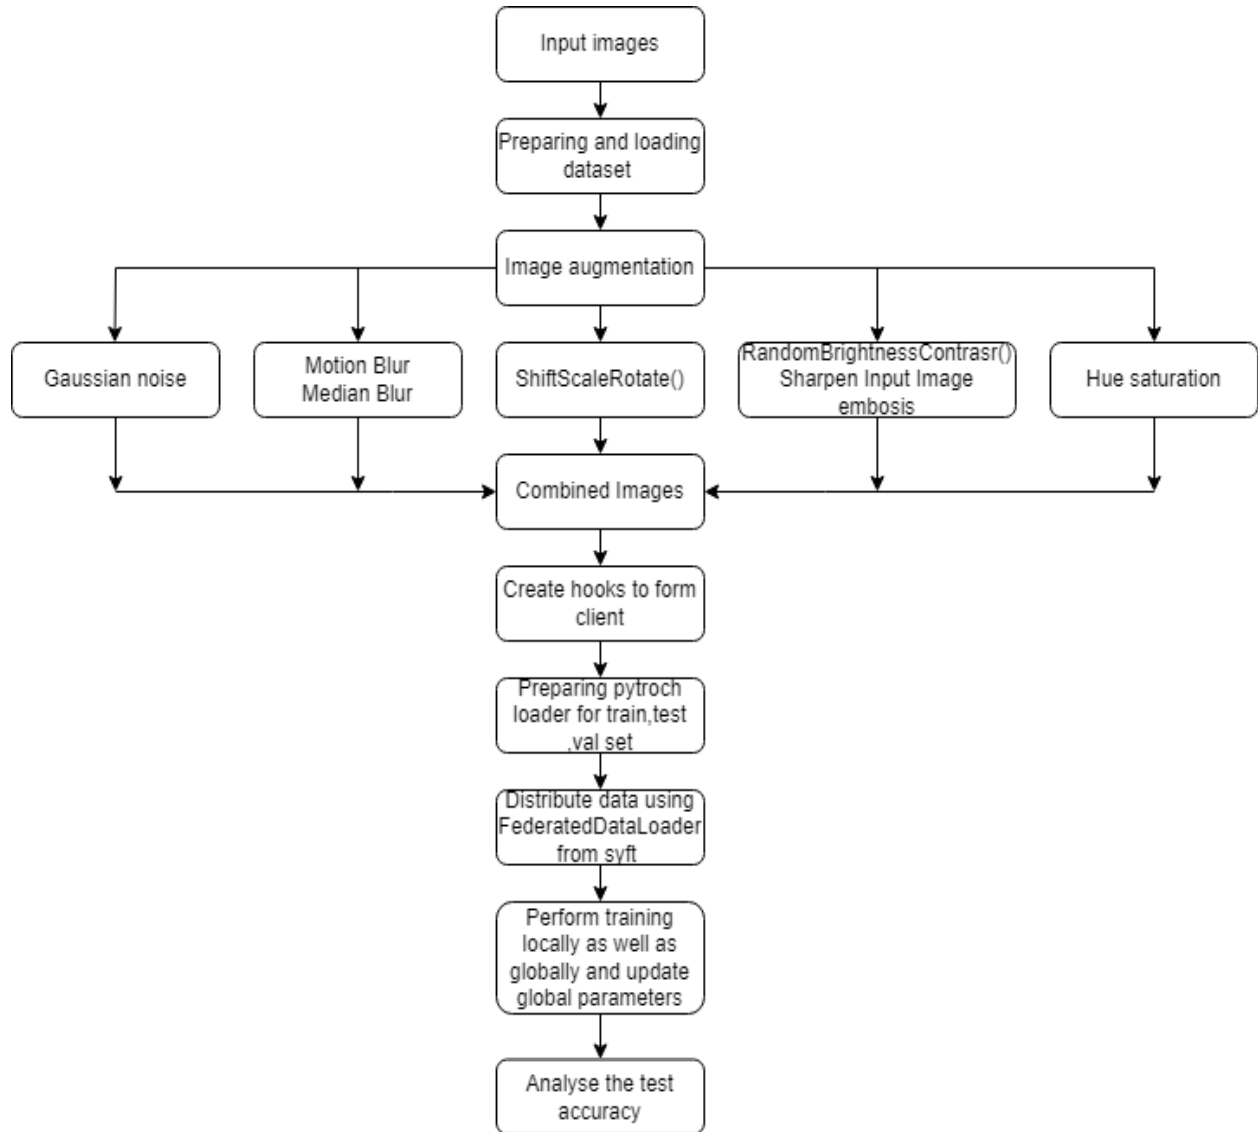 Input images
Preparing and loading
dataset
Image augmentation
Gaussian noise
Motion Blur
Median Blur
ShiftScaleRotate()
RandomBrightnessContrasr()
Sharpen Input Image
embosis
Hue saturation
Combined Images
Create hooks to form
client
Preparing pytroch
loader for train,test
,val set
Distribute data using
FederatedDataLoader
from syft
Perform training
locally as well as
globally and update
global parameters
Analyse the test
accuracy